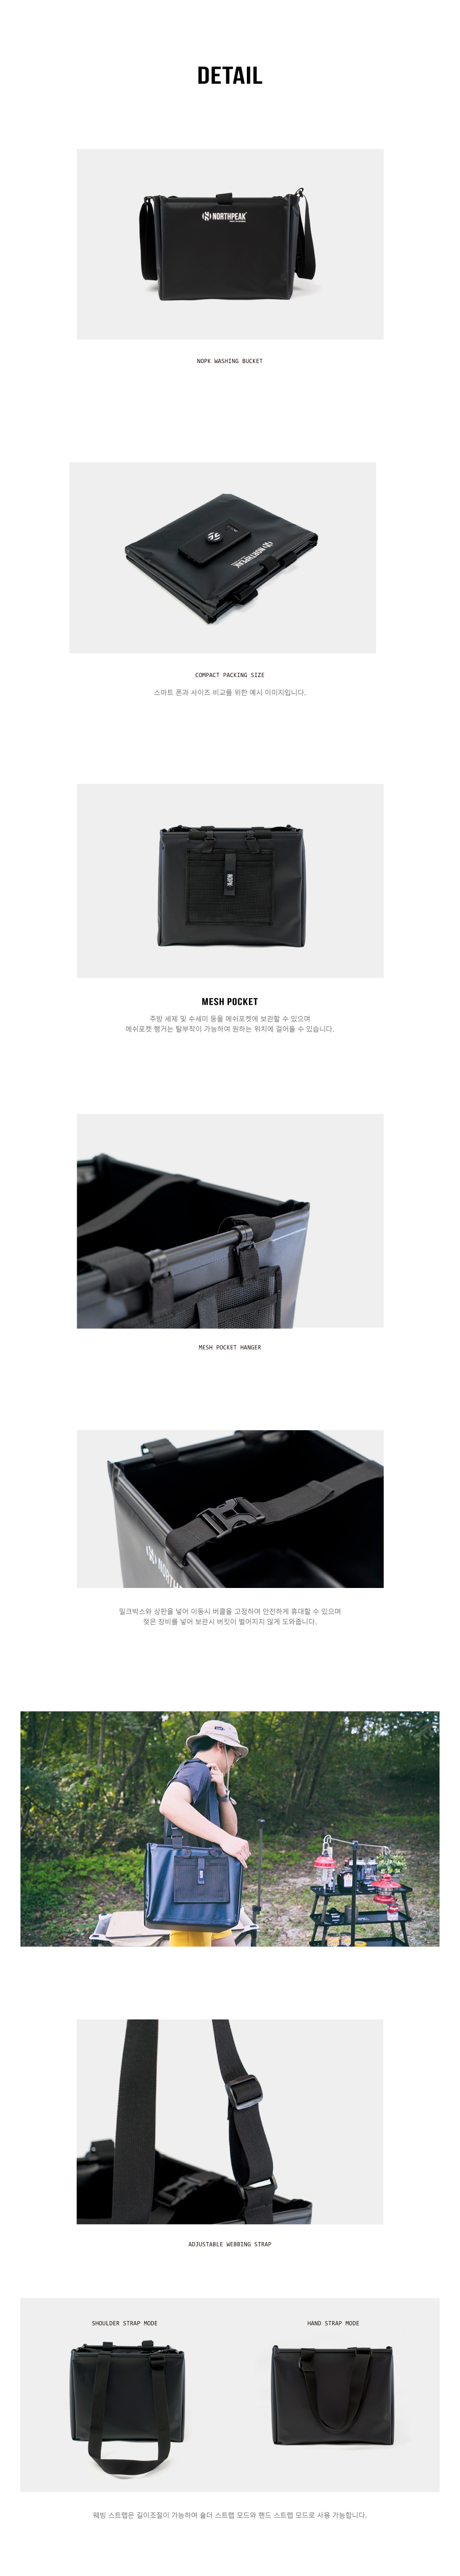 DETAIL
NORTHPEAK
NOPK WASHING BUCKET
NORTHPEAK
COMPACT PACKING SIZE
스마트 폰과 사이즈 비교를 위한 예시 이미지입니다.
NOPK
MESH POCKET
주방 세제 및 수세미 등을 메쉬포켓에 보관할 수 있으며
메쉬포켓 행거는 탈부착이 가능하여 원하는 위치에 걸어둘 수 있습니다.
MESH POCKET HANGER
NORTHP
밀크박스와 상판을 넣어 이동시 버클을 고정하여 안전하게 휴대할 수 있으며
젖은 장비를 넣어 보관시 버킷이 벌어지지 않게 도와줍니다.
ADJUSTABLE WEBBING STRAP
SHOULDER STRAP MODE
HAND STRAP MODE
웨빙 스트랩은 길이조절이 가능하여 숄더 스트랩 모드와 핸드 스트랩 모드로 사용 가능합니다.